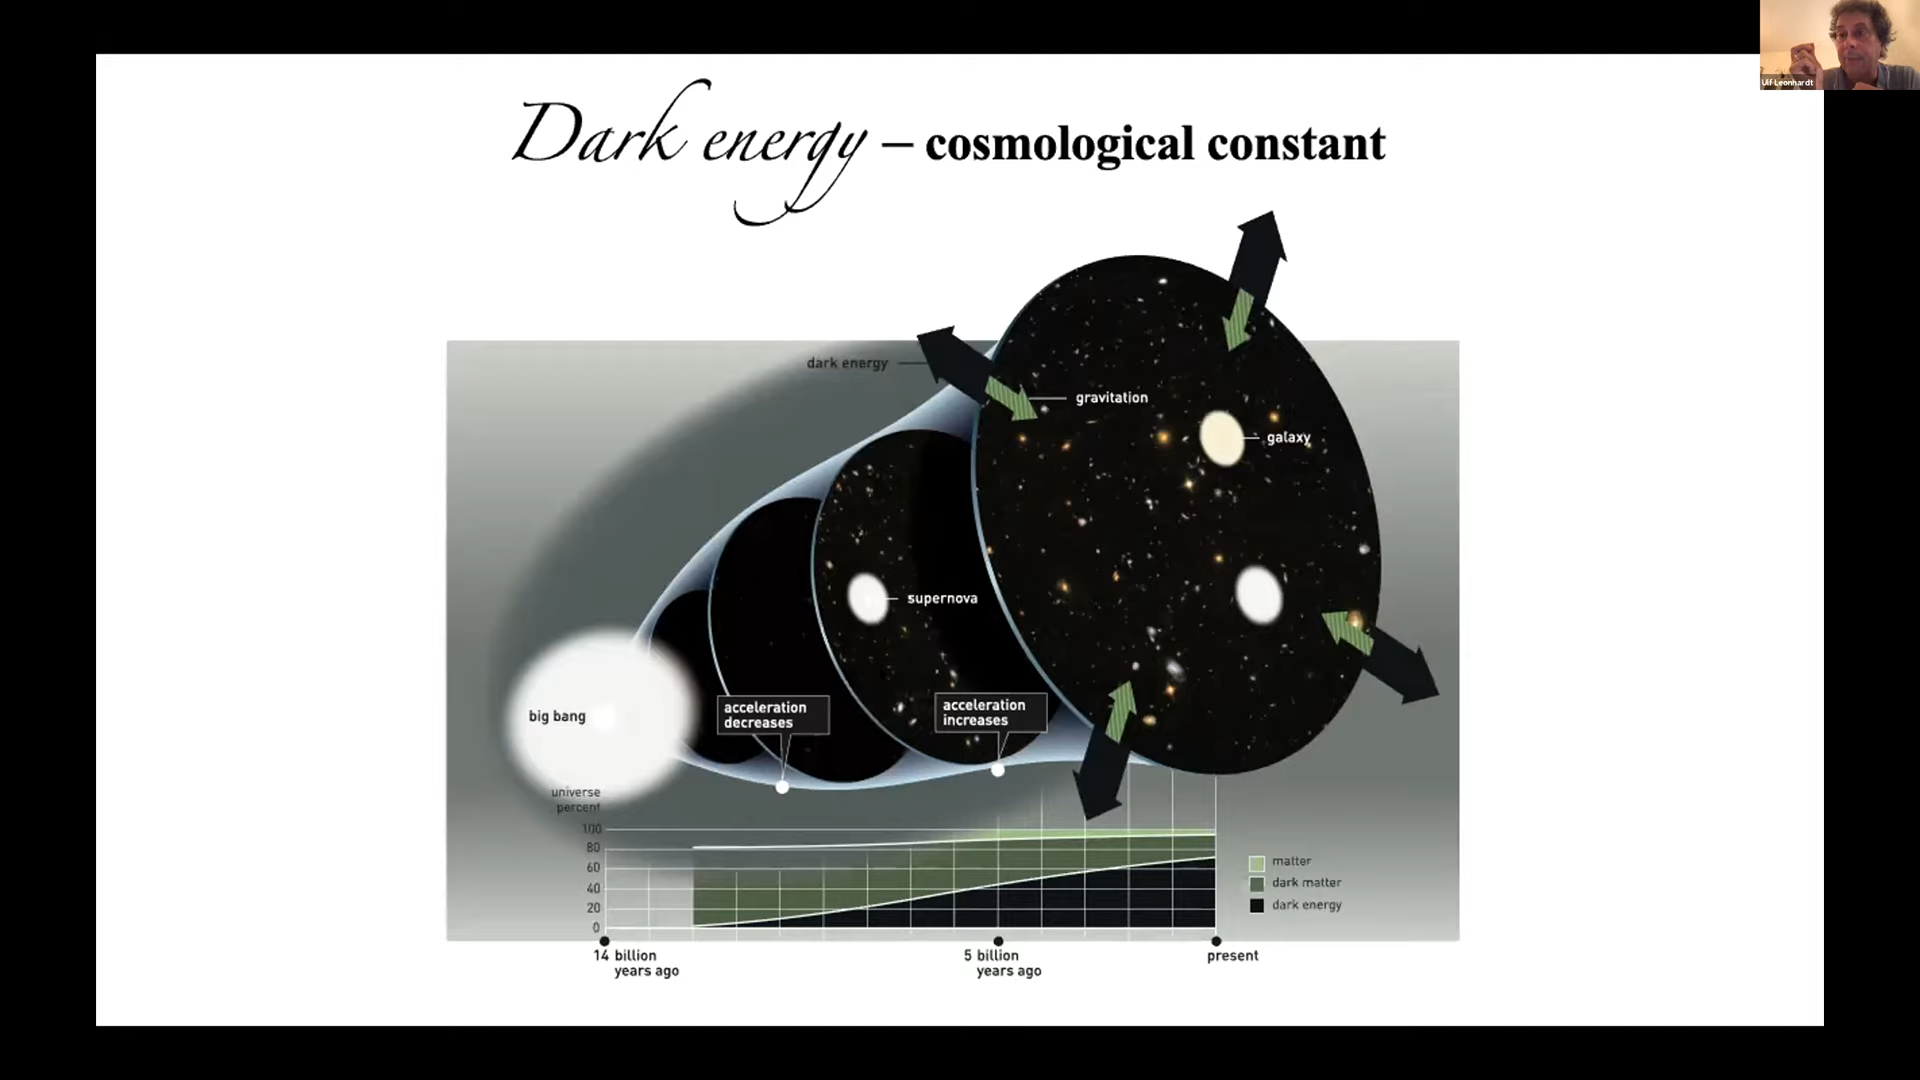 Ulf Leonhardt
Dark energy – cosmological constant
dark energy
gravitation
galaxy
supernova
big bang
acceleration
decreases
acceleration
increases
universe
percent
100
80
60
40
20
0
matter
dark matter
dark energy
14 billion
years ago
5 billion
years ago
present